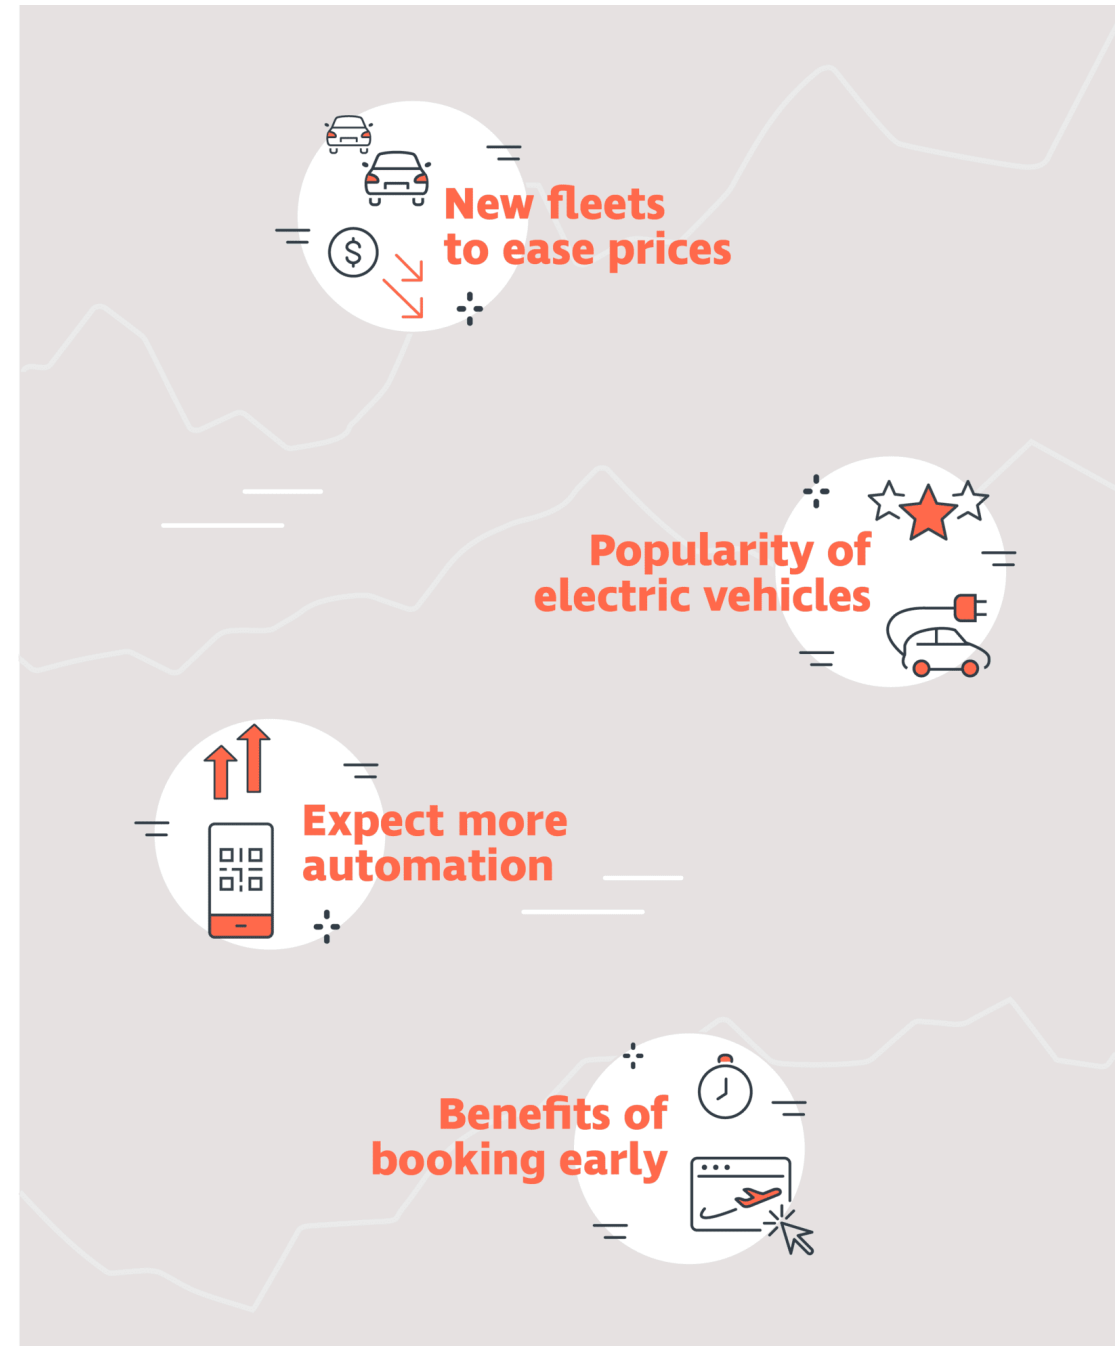 New fleets
to ease prices
Popularity of
electric vehicles
Expect more
automation
Benefits of
booking early